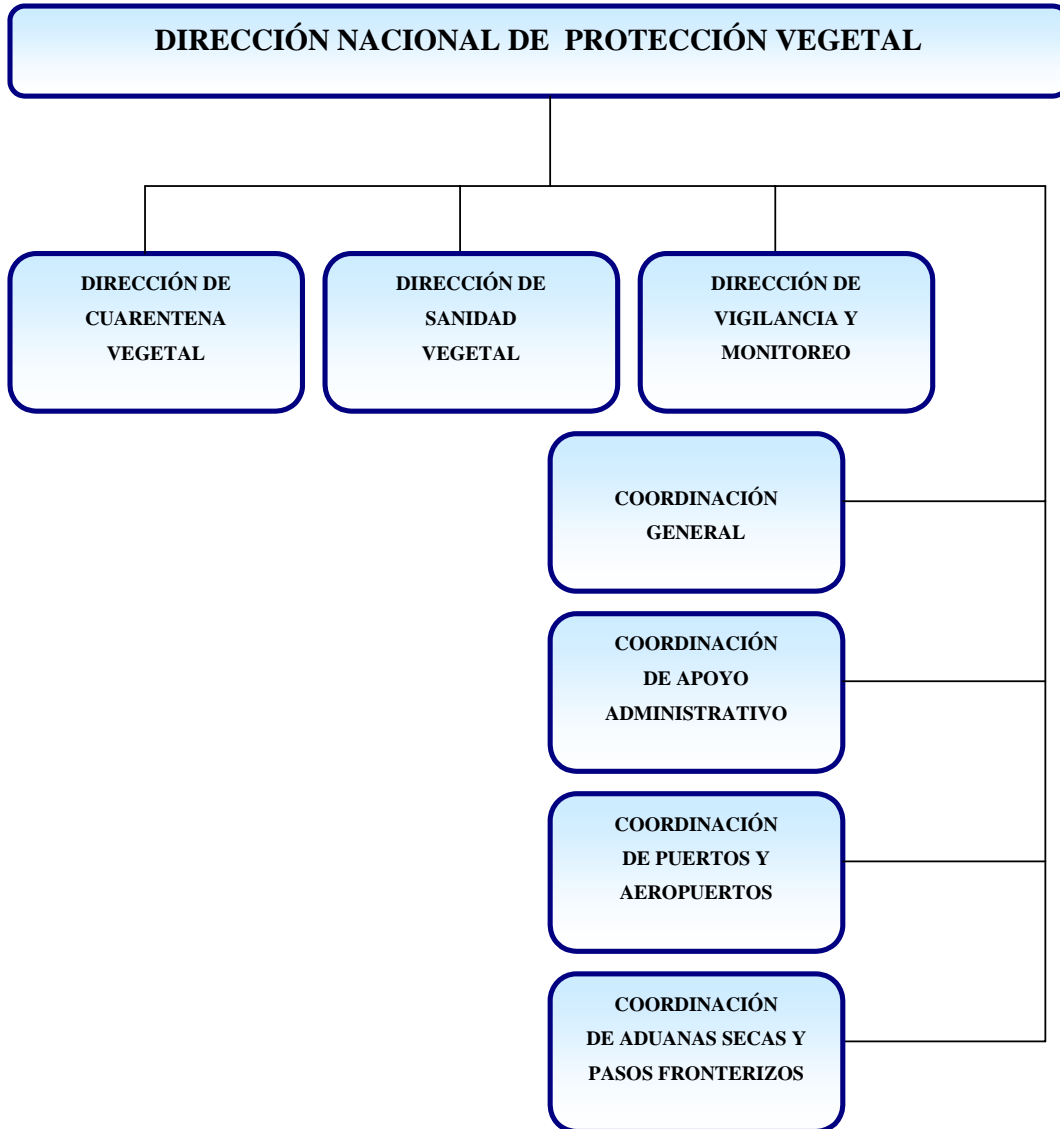 DIRECCIÓN NACIONAL DE PROTECCIÓN VEGETAL
DIRECCIÓN DE
CUARENTENA
VEGETAL
DIRECCIÓN DE
SANIDAD
VEGETAL
DIRECCIÓN DE
VIGILANCIA Y
MONITOREO
COORDINACIÓN
GENERAL
COORDINACIÓN
DE APOYO
ADMINISTRATIVO
COORDINACIÓN
DE PUERTOS Y
AEROPUERTOS
COORDINACIÓN
DE ADUANAS SECAS Y
PASOS FRONTERIZOS